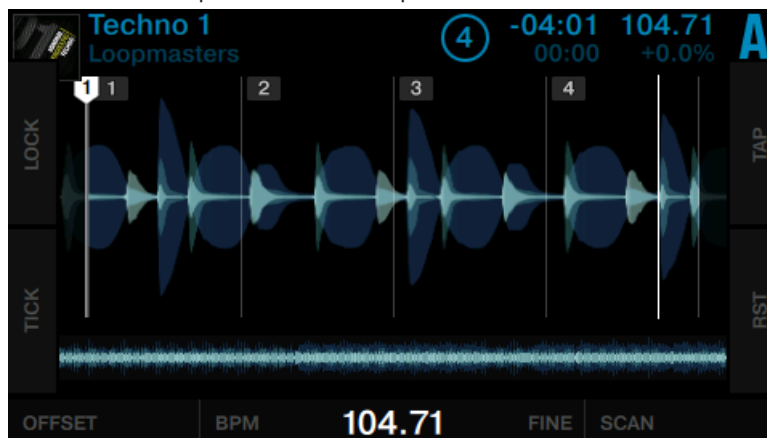 Techno 1
Loopmasters
4
-04:01
00:00
104.71
+0.0%
A
1
1
2
3
4
LOCK
TICK
TAP
RST
OFFSET
BPM
104.71
FINE
SCAN